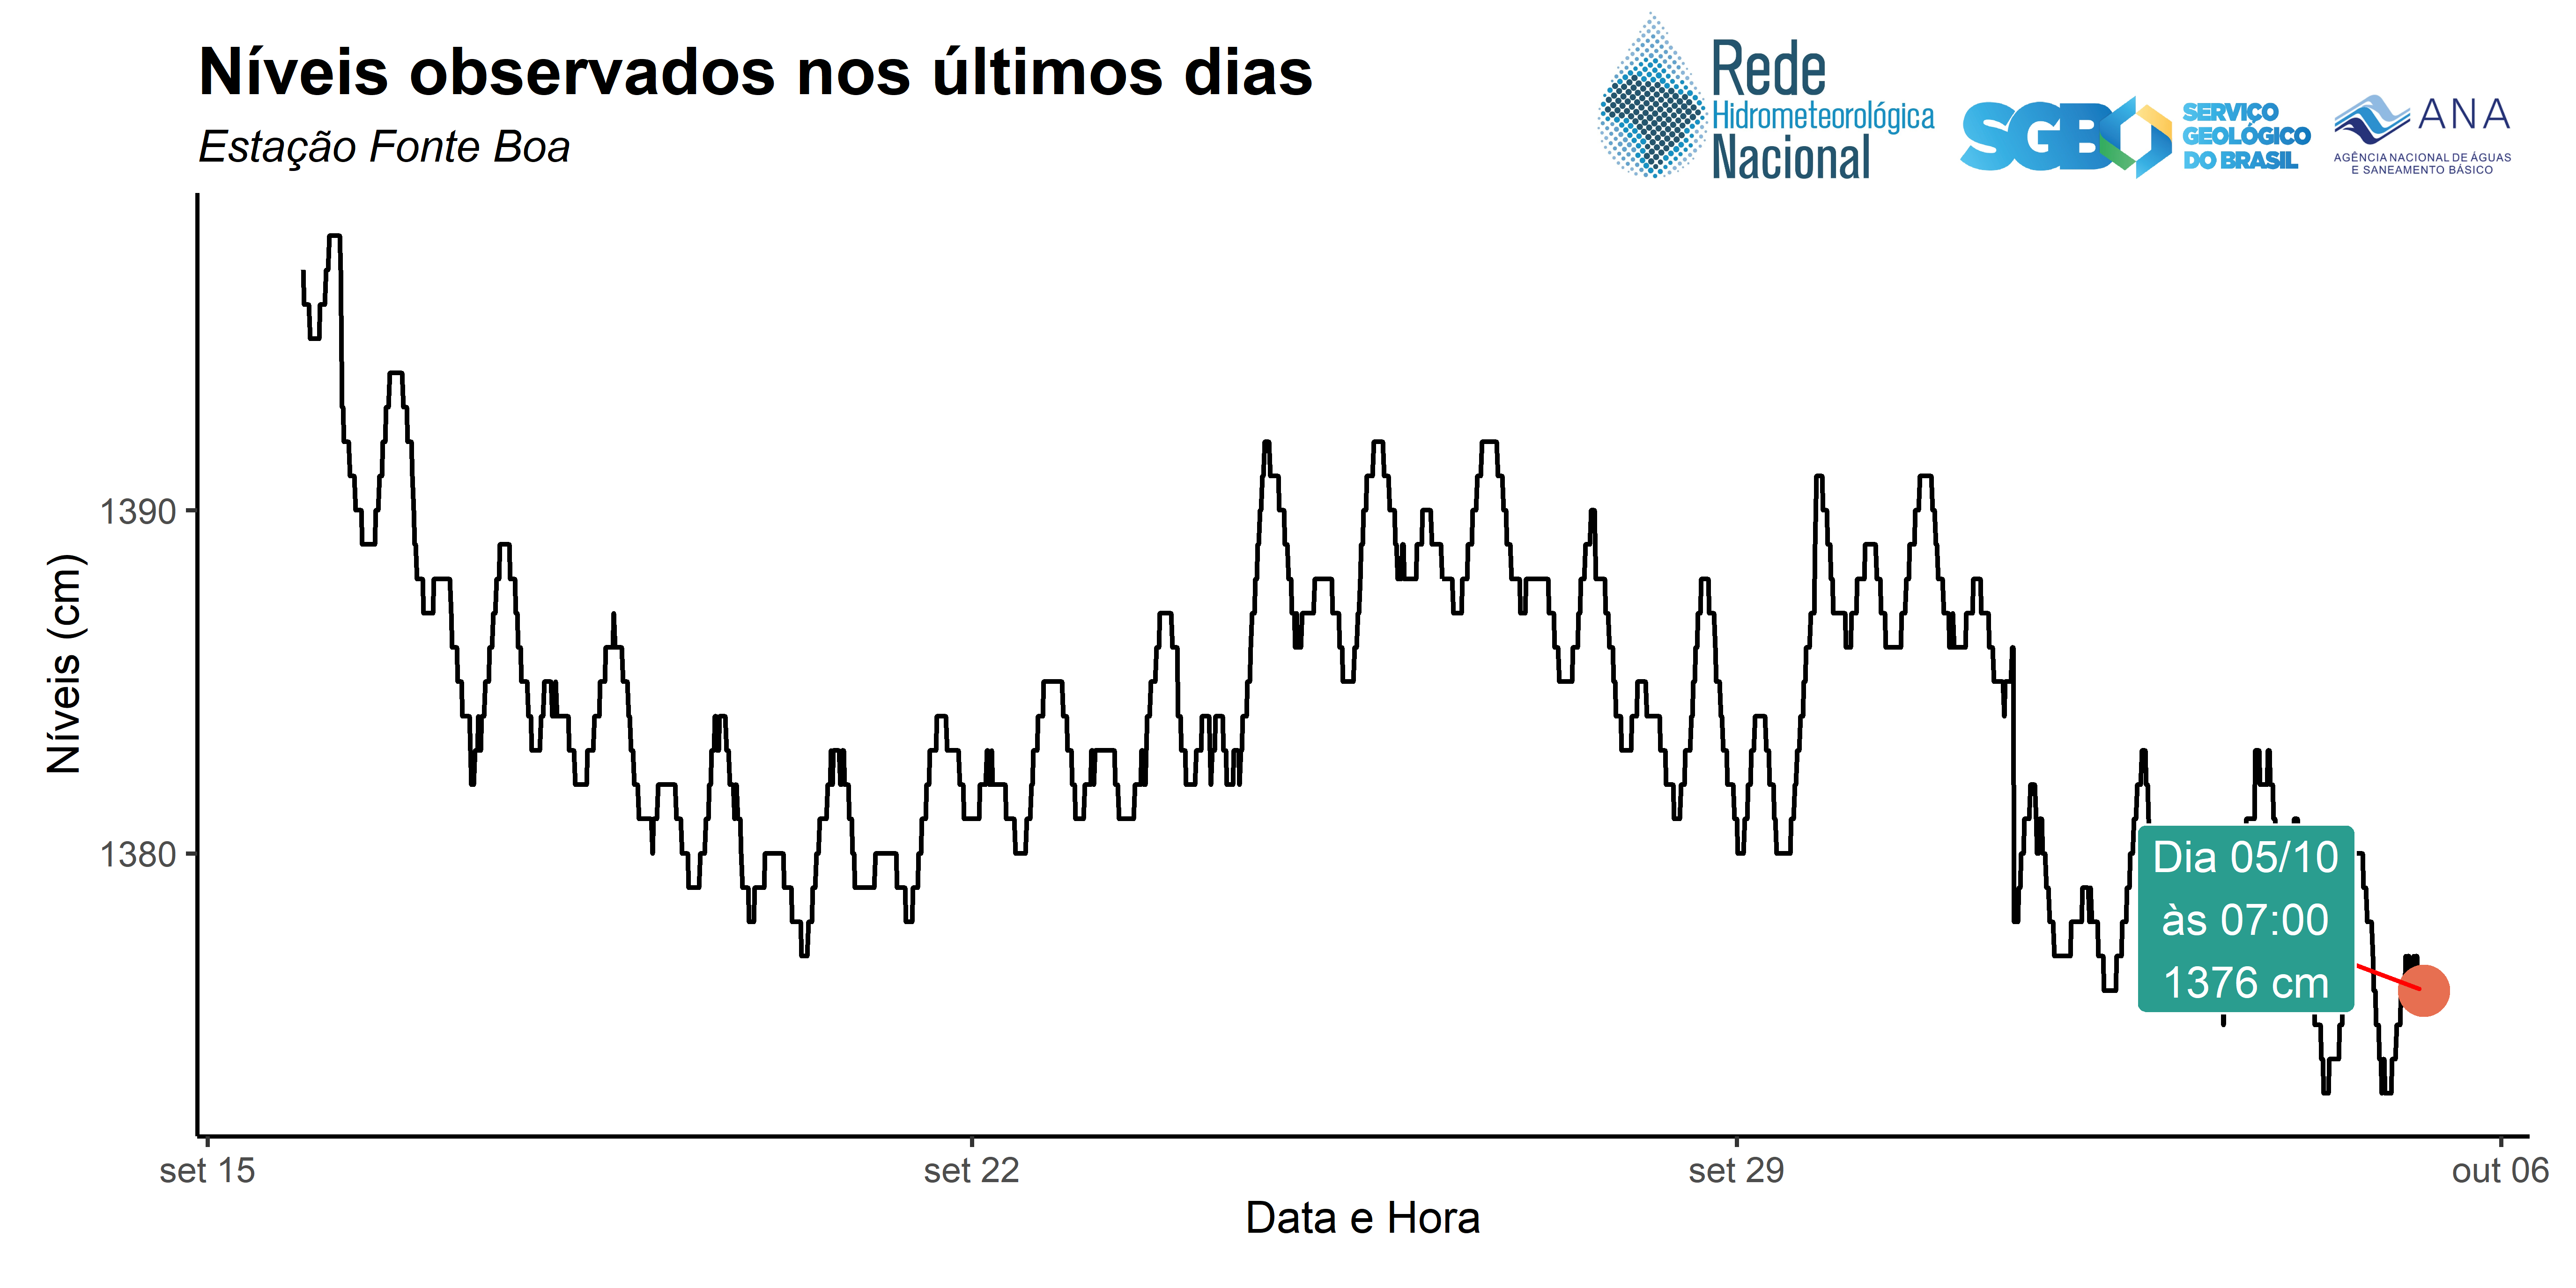 Níveis observados nos últimos dias
Estação Fonte Boa
Rede
Hidrometeorológica
Nacional
SGB
SERVIÇO
GEOLÓGICO
DO BRASIL
ANA
AGÊNCIA NACIONAL DE ÁGUAS
E SANEAMENTO BÁSICO
Níveis (cm)
1390
1380
Dia 05/10
às 07:00
1376 cm
set 15
set 22
set 29
out 06
Data e Hora